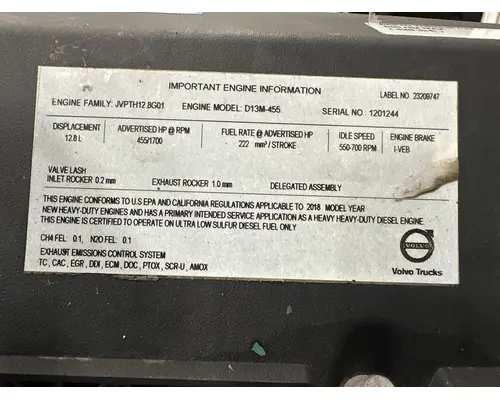 IMPORTANT ENGINE INFORMATION
LABEL NO 23209747
ENGINE FAMILY: JVPTH12.8G01 ENGINE MODEL: D13M-455 SERIAL NO : 1201244
DISPLACEMENT ADVERTISED HP @ RPM FUEL RATE @ ADVERTISED HP IDLE SPEED ENGINE BRAKE
12.8 L 455/1700 222 mm³ / STROKE 550-700 RPM I-VEB
VALVE LASH
INLET ROCKER 0.2 mm EXHAUST ROCKER 1.0 mm DELEGATED ASSEMBLY
THIS ENGINE CONFORMS TO U.S EPA AND CALIFORNIA REGULATIONS APPLICABLE TO 2018 MODEL YEAR
NEW HEAVY-DUTY ENGINES AND HAS A PRIMARY INTENDED SERVICE APPLICATION AS A HEAVY HEAVY-DUTY DIESEL ENGINE
THIS ENGINE IS CERTIFIED TO OPERATE ON ULTRA LOW SULFUR DIESEL FUEL ONLY
CH4 FEL: 0.1, N2O FEL: 0.1
EXHAUST EMISSIONS CONTROL SYSTEM
TC, CAC, EGR, DDI, ECM, DOC, PTOX, SCR-U, AMOX
VOLVO
Volvo Trucks